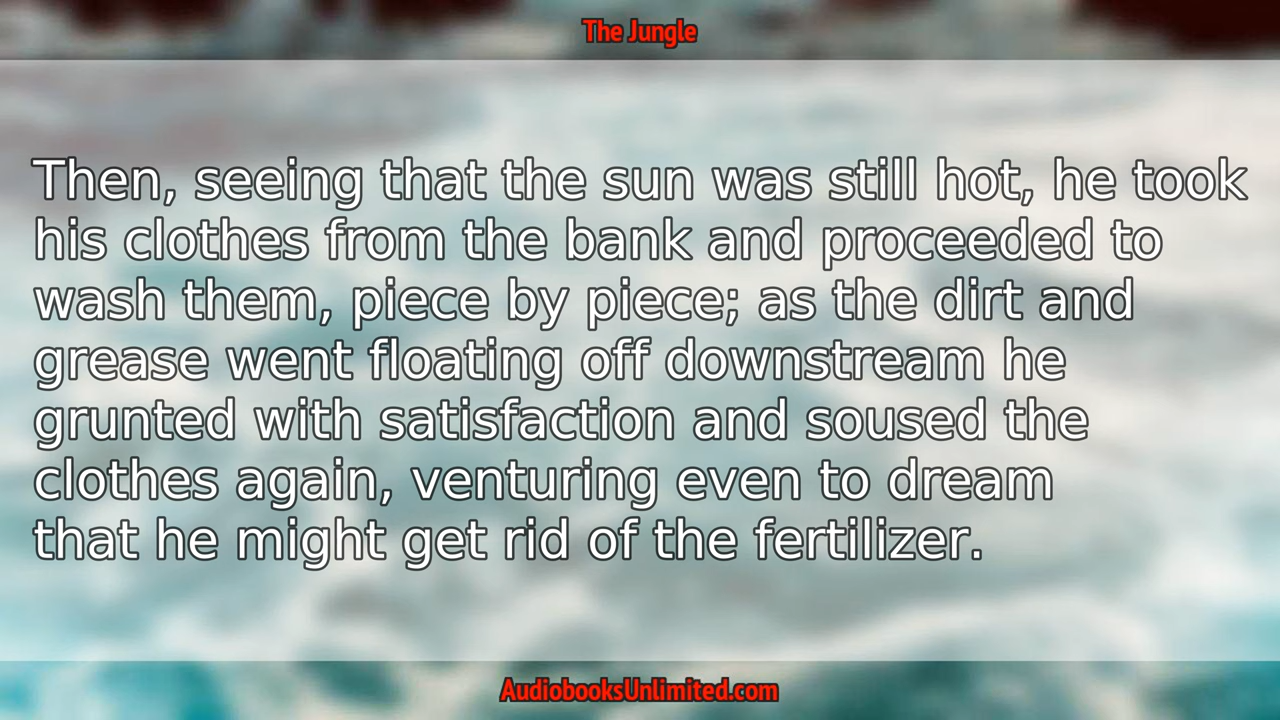 The Jungle
Then, seeing that the sun was still hot, he took
his clothes from the bank and proceeded to
wash them, piece by piece; as the dirt and
grease went floating off downstream he
grunted with satisfaction and soused the
clothes again, venturing even to dream
that he might get rid of the fertilizer.
AudiobooksUnlimited.com